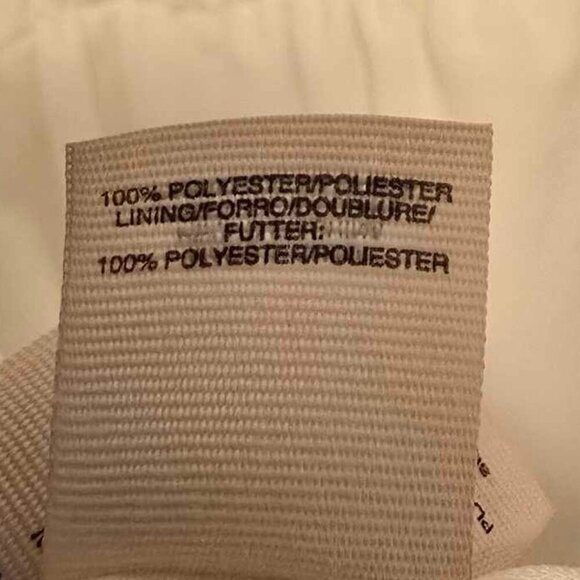 100% POLYESTER/POLIESTER
LINING/FORRO/DOUBLURE/
FUTTER:
100% POLYESTER/POLIESTER